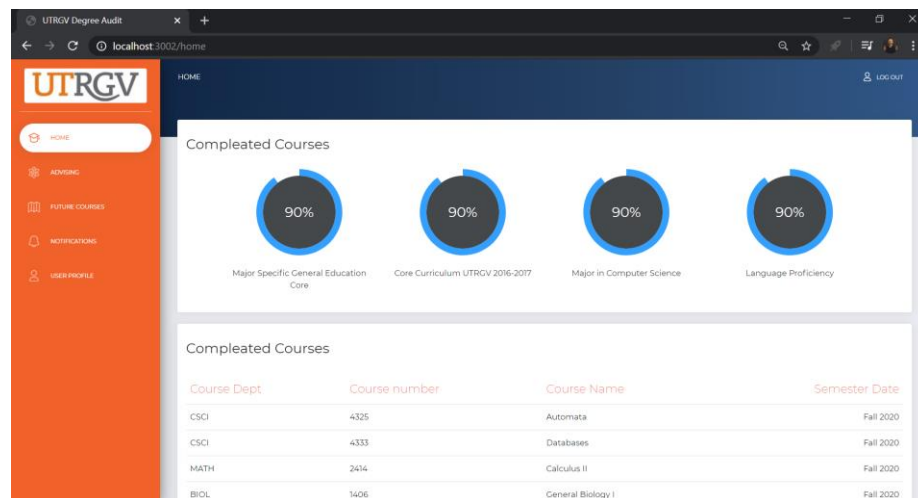 UTRGV Degree Audit
localhost:3002/home
UTRGV
HOME
LOG OUT
HOME
ADVISING
FUTURE COURSES
NOTIFICATIONS
USER PROFILE
Compleated Courses
90%
90%
90%
90%
Major Specific General Education
Core
Core Curriculum UTRGV 2016-2017
Major in Computer Science
Language Proficiency
Compleated Courses
Course Dept Course number Course Name Semester Date
CSCI 4325 Automata Fall 2020
CSCI 4333 Databases Fall 2020
MATH 2414 Calculus II Fall 2020
BIOL 1406 General Biology I Fall 2020